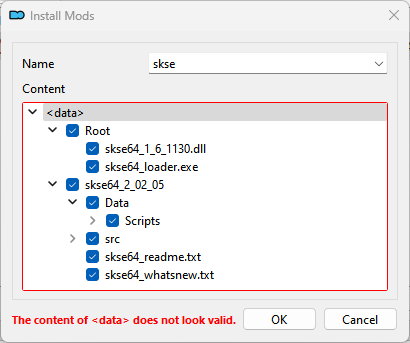 Install Mods
Name
skse
Content
<data>
Root
skse64_1_6_1130.dll
skse64_loader.exe
skse64_2_02_05
Data
Scripts
src
skse64_readme.txt
skse64_whatsnew.txt
The content of <data> does not look valid.
OK
Cancel